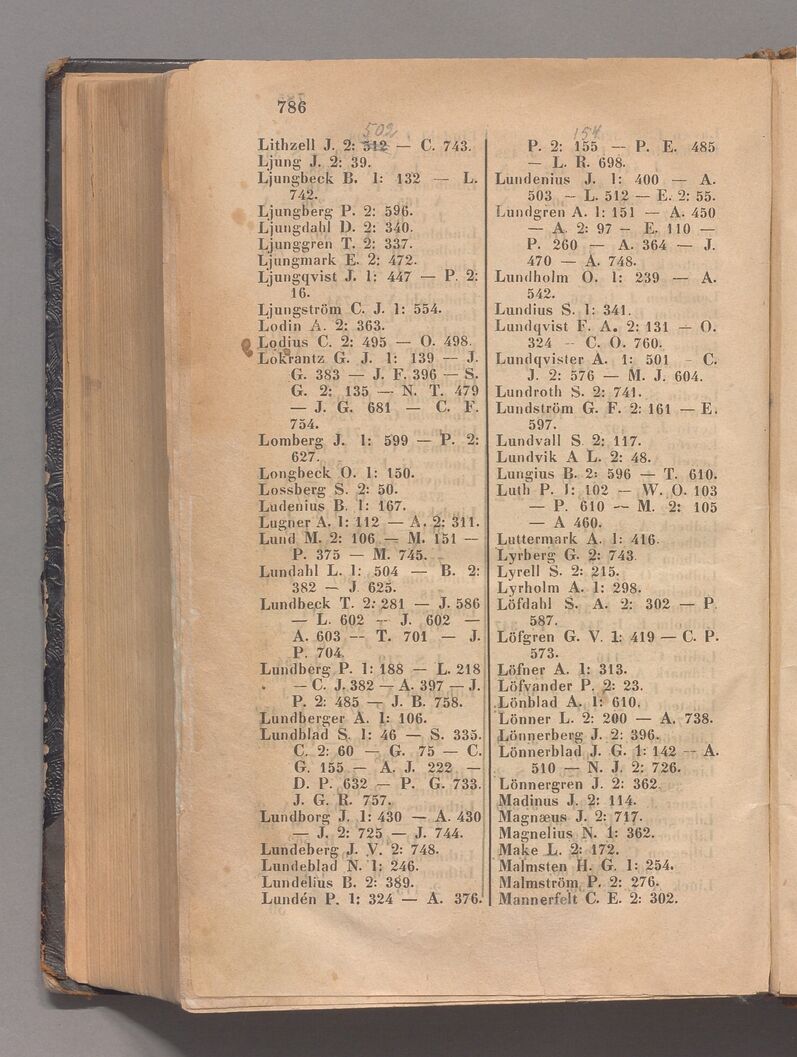 786
502
Lithzell J. 2: 512 — C. 743.
Ljung J. 2: 39.
Ljungbeck B. 1: 132 — L.
742.
Ljungberg P. 2: 596.
Ljungdahl D. 2: 340.
Ljunggren T. 2: 337.
Ljungmark E. 2: 472.
Ljungqvist J. 1: 447 — P. 2:
16.
Ljungström C. J. 1: 554.
Lodin A. 2: 363.
Lodius C. 2: 495 — O. 498.
Lokrantz G. J. 1: 139 — J.
G. 383 — J. F. 396 — S.
G. 2: 135 — N. T. 479
— J. G. 681 — C. F.
754.
Lomberg J. 1: 599 — P. 2:
627.
Longbeck O. 1: 150.
Lossberg S. 2: 50.
Ludenius B. 1: 167.
Lugner A. 1: 112 — A. 2: 311.
Lund M. 2: 106 — M. 151 —
P. 375 — M. 745.
Lundahl L. 1: 504 — B. 2:
382 — J 625.
Lundbeck T. 2: 281 — J. 586
— L. 602 — J. 602 —
A. 603 — T. 701 — J.
P. 704.
Lundberg P. 1: 188 — L. 218
— C. J. 382 — A. 397 — J.
P. 2: 485 — J. B. 758.
Lundberger A. 1: 106.
Lundblad S. 1: 46 — S. 335.
C. 2: 60 — G. 75 — C.
G. 155 — A. J. 222 —
D. P. 632 — P. G. 733.
J. G. R. 757.
Lundborg J. 1: 430 — A. 430
— J. 2: 725 — J. 744.
Lundeberg J. V. 2: 748.
Lundeblad N. 1: 246.
Lundelius B. 2: 389.
Lundén P. 1: 324 — A. 376.
154
P. 2: 155 — P. E. 485
— L. R. 698.
Lundenius J. 1: 400 — A.
503 — L. 512 — E. 2: 55.
Lundgren A. 1: 151 — A. 450
— A. 2: 97 — E. 110 —
P. 260 — A. 364 — J.
470 — A. 748.
Lundholm O. 1: 239 — A.
542.
Lundius S. 1: 341.
Lundqvist F. A. 2: 131 — O.
324 — C. O. 760.
Lundqvister A. 1: 501 — C.
J. 2: 576 — M. J. 604.
Lundroth S. 2: 741.
Lundström G. F. 2: 161 — E.
597.
Lundvall S 2: 117.
Lundvik A L. 2: 48.
Lungius B. 2: 596 — T. 610.
Luth P. 1: 102 — W. O. 103
— P. 610 — M. 2: 105
— A 460.
Luttermark A. 1: 416.
Lyrberg G. 2: 743.
Lyrell S. 2: 215.
Lyrholm A. 1: 298.
Löfdahl S. A. 2: 302 — P.
587.
Löfgren G. V. 1: 419 — C. P.
573.
Löfner A. 1: 313.
Löfvander P. 2: 23.
Lönblad A. 1: 610.
Lönner L. 2: 200 — A. 738.
Lönnerberg J. 2: 396.
Lönnerblad J. G. 1: 142 — A.
510 — N. J. 2: 726.
Lönnergren J. 2: 362.
Madinus J. 2: 114.
Magnæus J. 2: 717.
Magnelius N. 1: 362.
Make L. 2: 172.
Malmsten H. G. 1: 254.
Malmström P. 2: 276.
Mannerfelt C. E. 2: 302.